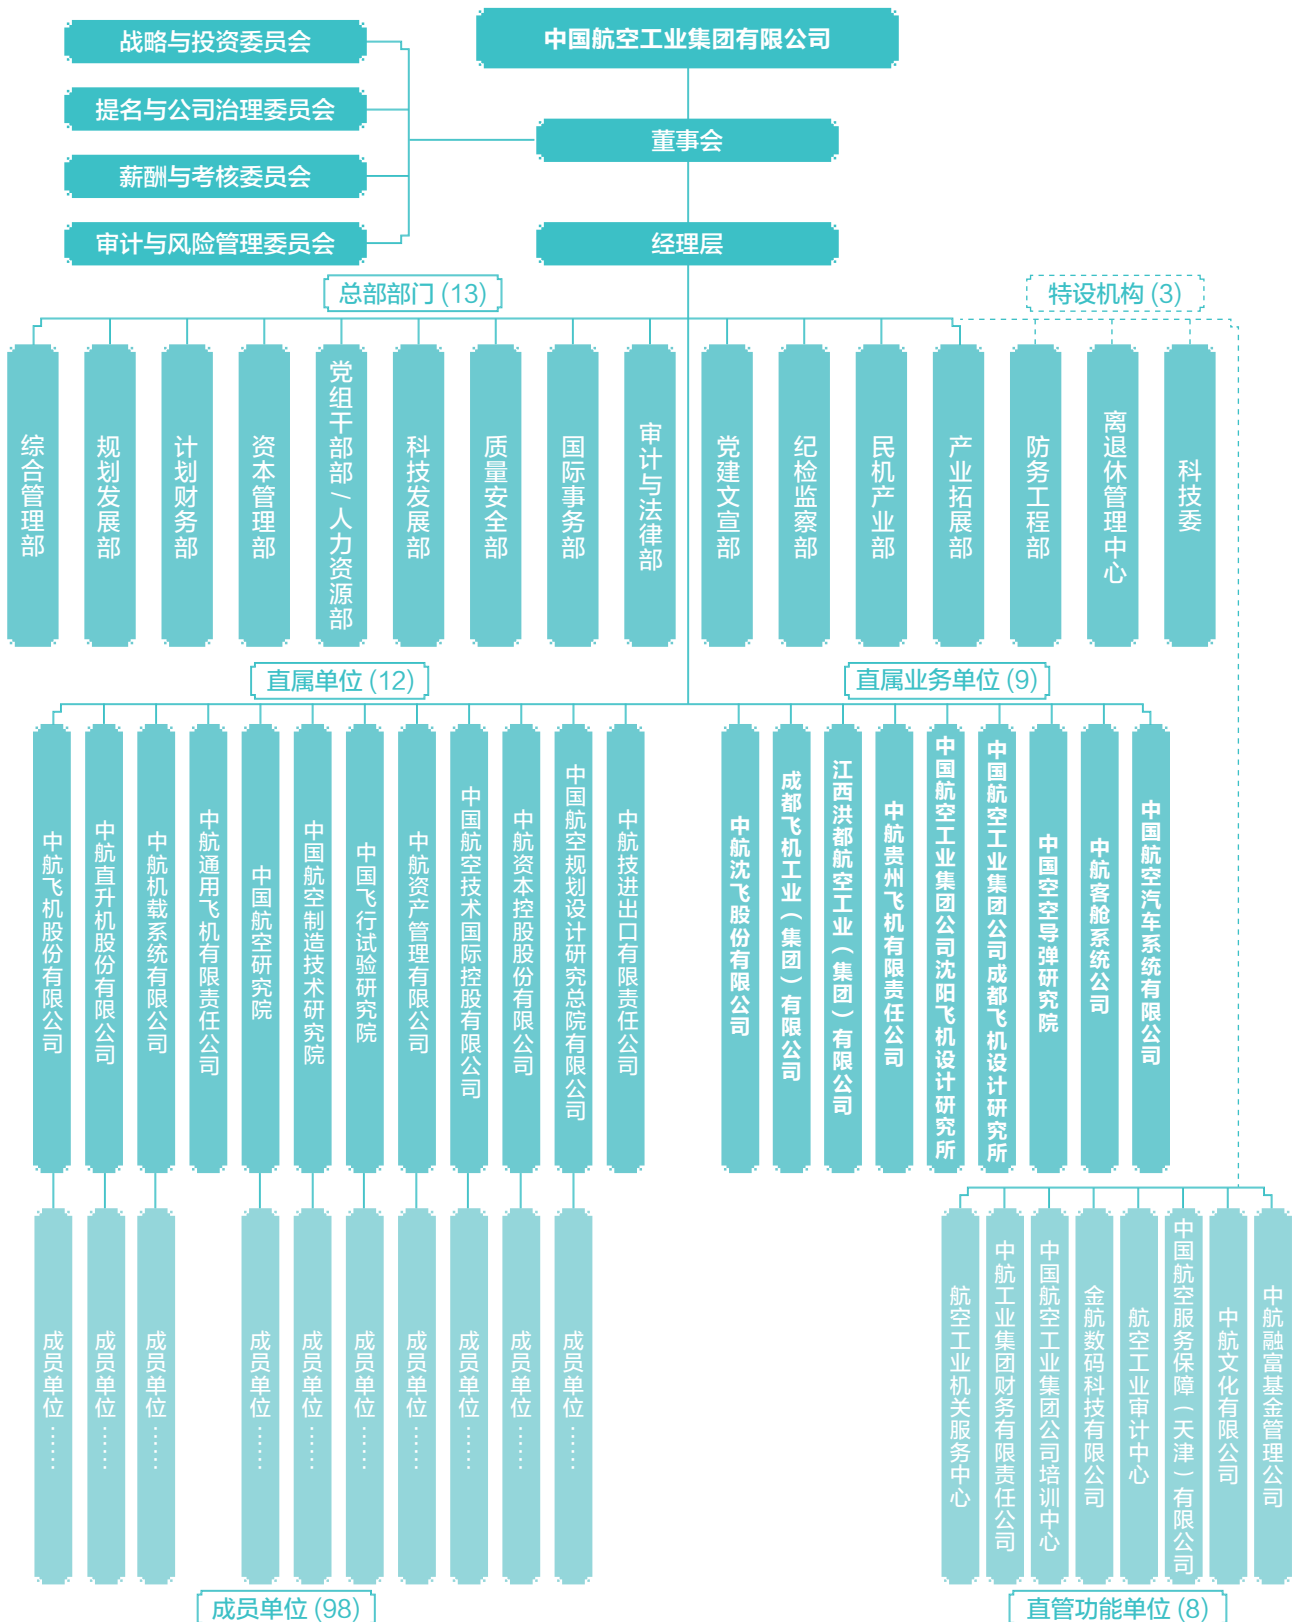 中国航空工业集团有限公司
战略与投资委员会
提名与公司治理委员会
董事会
薪酬与考核委员会
审计与风险管理委员会
经理层
总部部门 (13)
特设机构 (3)
综合管理部
规划发展部
计划财务部
资本管理部
党组干部部/人力资源部
科技发展部
质量安全部
国际事务部
审计与法律部
党建文宣部
纪检监察部
民机产业部
产业拓展部
防务工程部
离退休管理中心
科技委
直属单位 (12)
直属业务单位 (9)
中航飞机股份有限公司
中航直升机股份有限公司
中航机载系统有限公司
中航通用飞机有限责任公司
中国航空研究院
中国航空制造技术研究院
中国飞行试验研究院
中航资产管理有限公司
中国航空技术国际控股有限公司
中航资本控股股份有限公司
中国航空规划设计研究总院有限公司
中航技进出口有限责任公司
中航沈飞股份有限公司
成都飞机工业（集团）有限公司
江西洪都航空工业（集团）有限公司
中航贵州飞机有限责任公司
中国航空工业集团公司沈阳飞机设计研究所
中国航空工业集团公司成都飞机设计研究所
中国空空导弹研究院
中航客舱系统公司
中国航空汽车系统有限公司
成员单位……
成员单位……
成员单位……
成员单位……
成员单位……
成员单位……
成员单位……
成员单位……
成员单位……
成员单位……
航空工业机关服务中心
中航工业集团财务有限责任公司
中国航空工业集团公司培训中心
金航数码科技有限公司
航空工业审计中心
中国航空服务保障（天津）有限公司
中航文化有限公司
中航融富基金管理公司
成员单位 (98)
直管功能单位 (8)